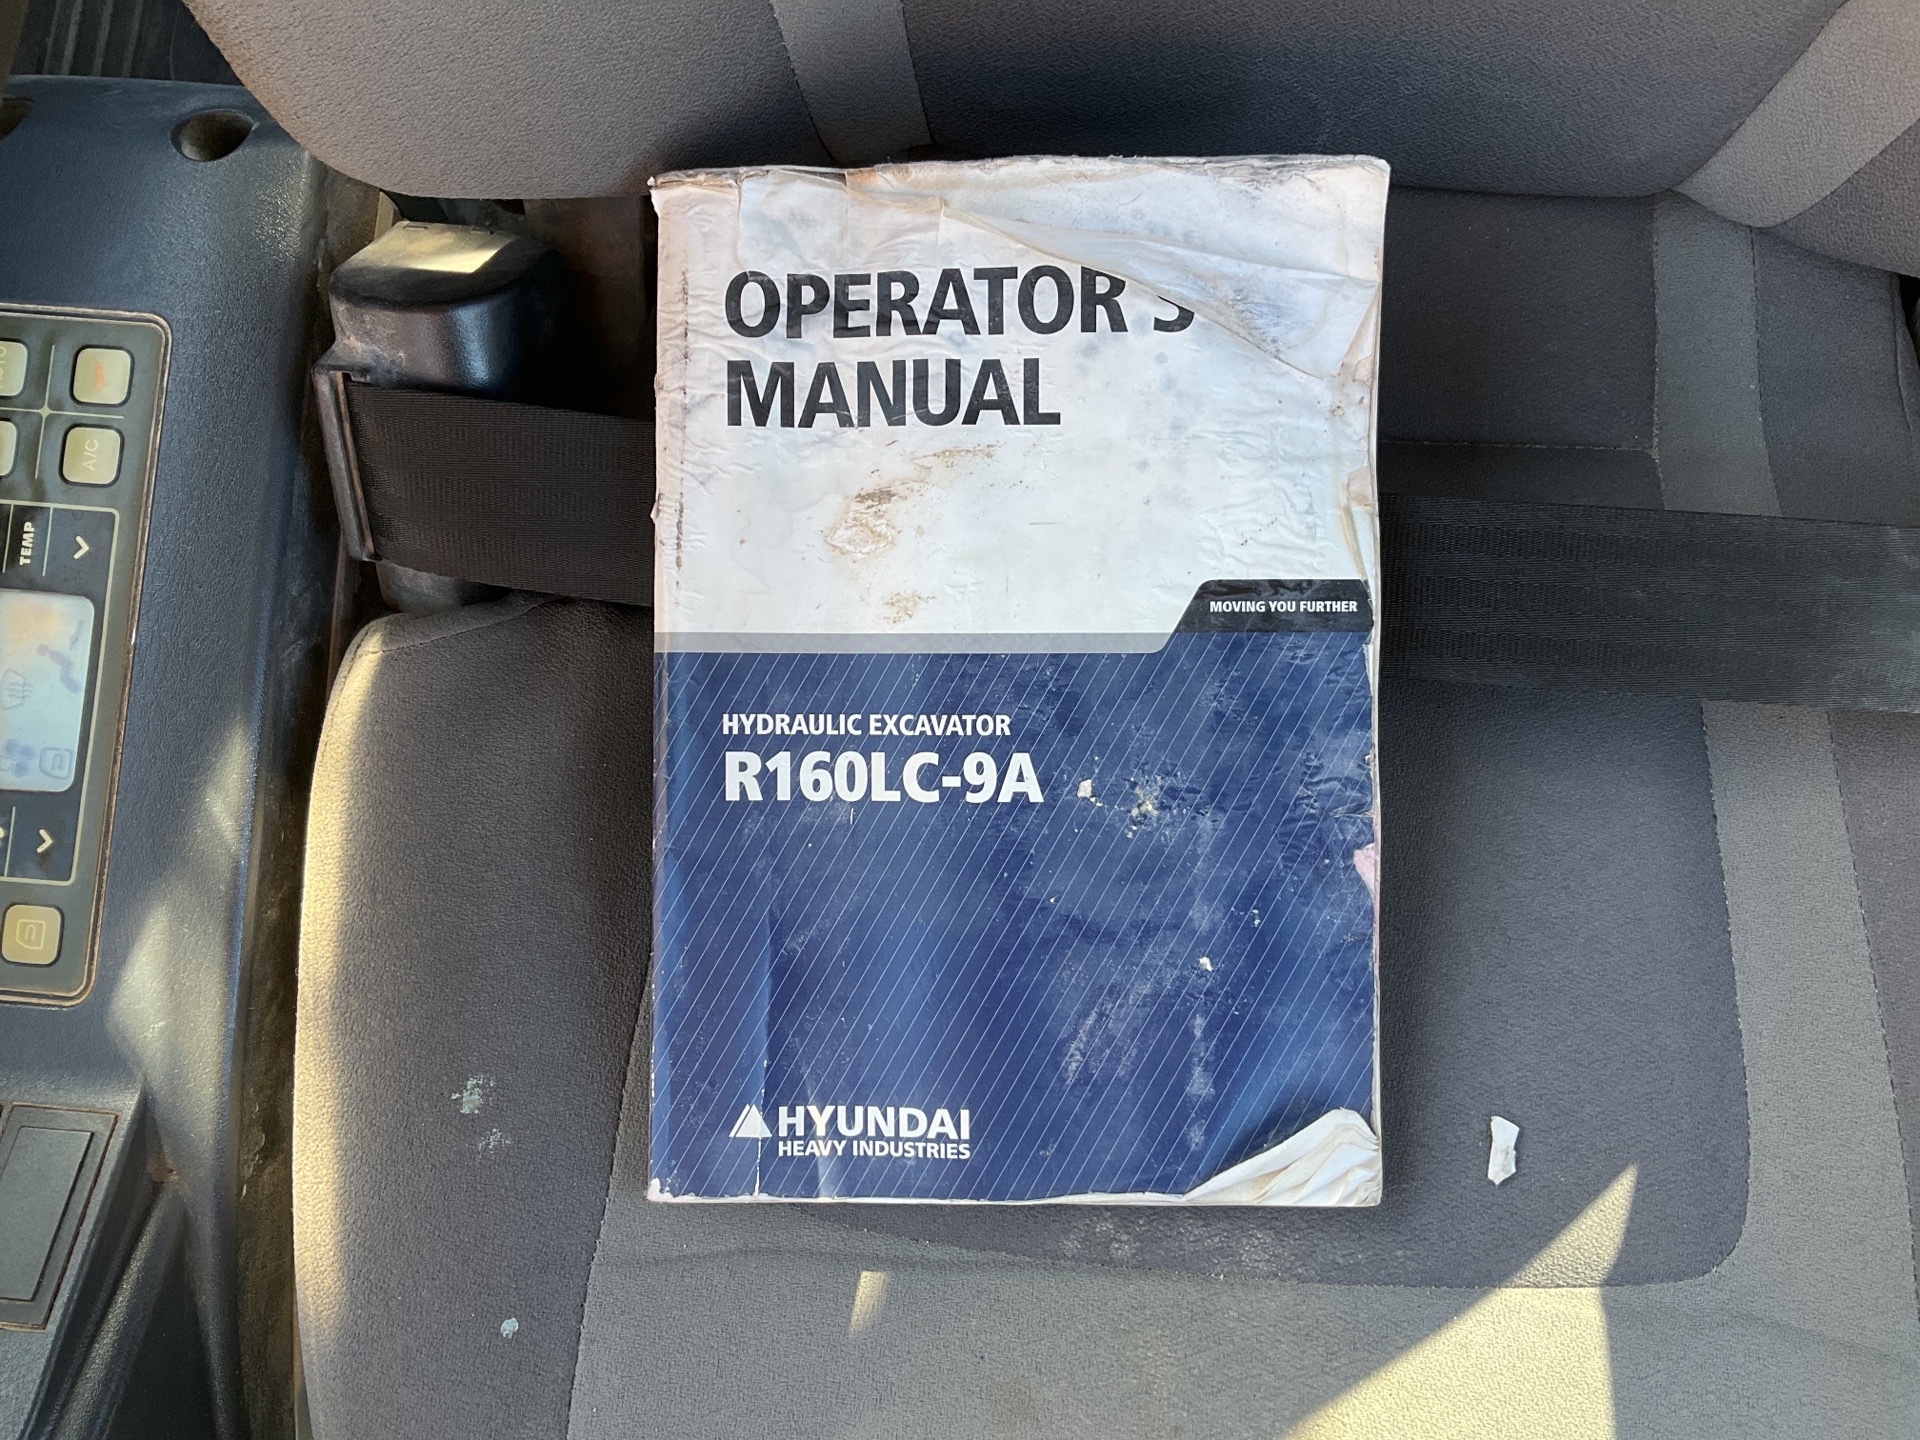 OPERATOR'S
MANUAL
MOVING YOU FURTHER
HYDRAULIC EXCAVATOR
R160LC-9A
HYUNDAI
HEAVY INDUSTRIES
A/C
TEMP